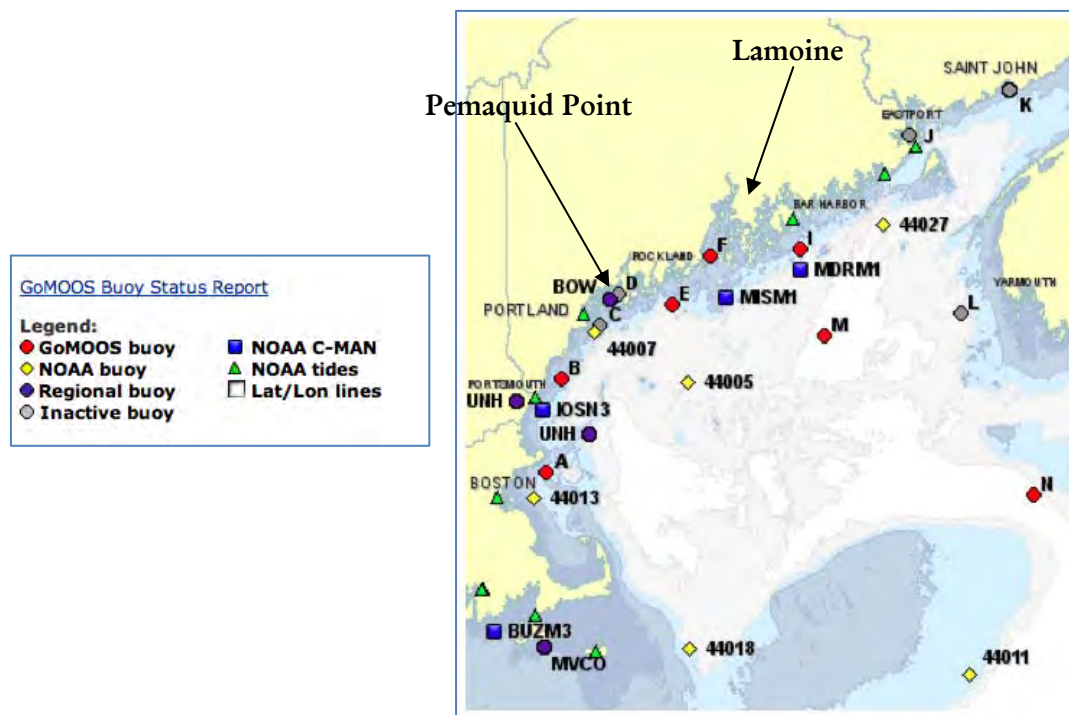 Lamoine
SAINT JOHN
K
Pemaquid Point
EASTPORT
J
BAR HARBOR
44027
ROCKLAND
F
I
MDRM1
YARMOUTH
BOW
D
E
MISM1
L
PORTLAND
C
M
44007
GoMOOS Buoy Status Report
Legend:
GoMOOS buoy
NOAA C-MAN
NOAA buoy
NOAA tides
Regional buoy
Lat/Lon lines
Inactive buoy
B
44005
PORTSMOUTH
UNH
IOSN3
UNH
A
BOSTON
44013
N
BUZM3
MVCO
44018
44011